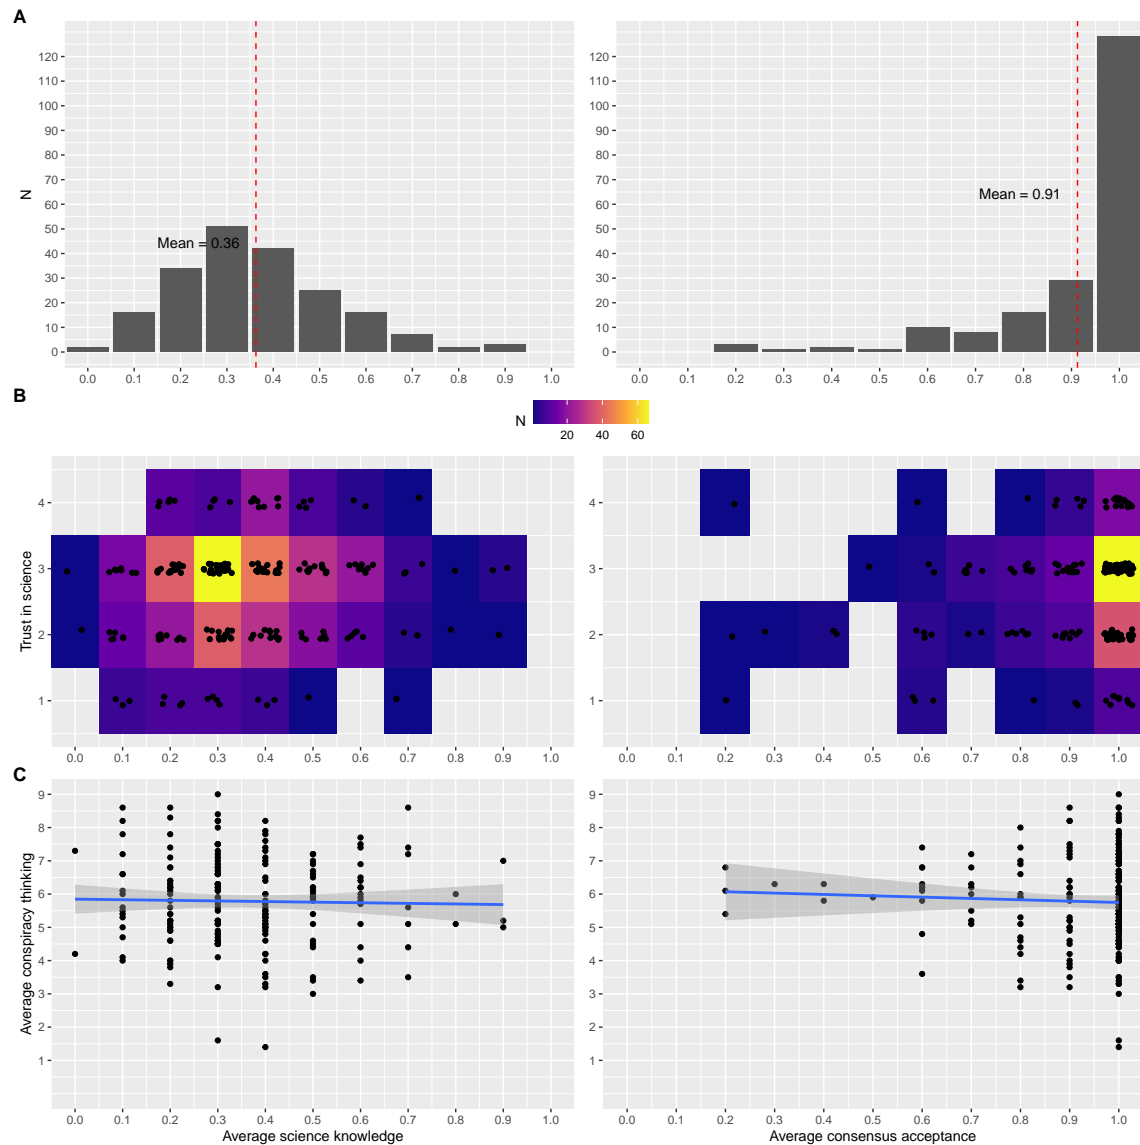 A
120
110
100
90
80
70
60
50
40
30
20
10
0
N
Mean = 0.36
0.0 0.1 0.2 0.3 0.4 0.5 0.6 0.7 0.8 0.9 1.0
120
110
100
90
80
70
60
50
40
30
20
10
0
Mean = 0.91
0.0 0.1 0.2 0.3 0.4 0.5 0.6 0.7 0.8 0.9 1.0
B
N
20 40 60
Trust in science
4
3
2
1
0.0 0.1 0.2 0.3 0.4 0.5 0.6 0.7 0.8 0.9 1.0
4
3
2
1
0.0 0.1 0.2 0.3 0.4 0.5 0.6 0.7 0.8 0.9 1.0
C
Average conspiracy thinking
9
8
7
6
5
4
3
2
1
0.0 0.1 0.2 0.3 0.4 0.5 0.6 0.7 0.8 0.9 1.0
Average science knowledge
9
8
7
6
5
4
3
2
1
0.0 0.1 0.2 0.3 0.4 0.5 0.6 0.7 0.8 0.9 1.0
Average consensus acceptance